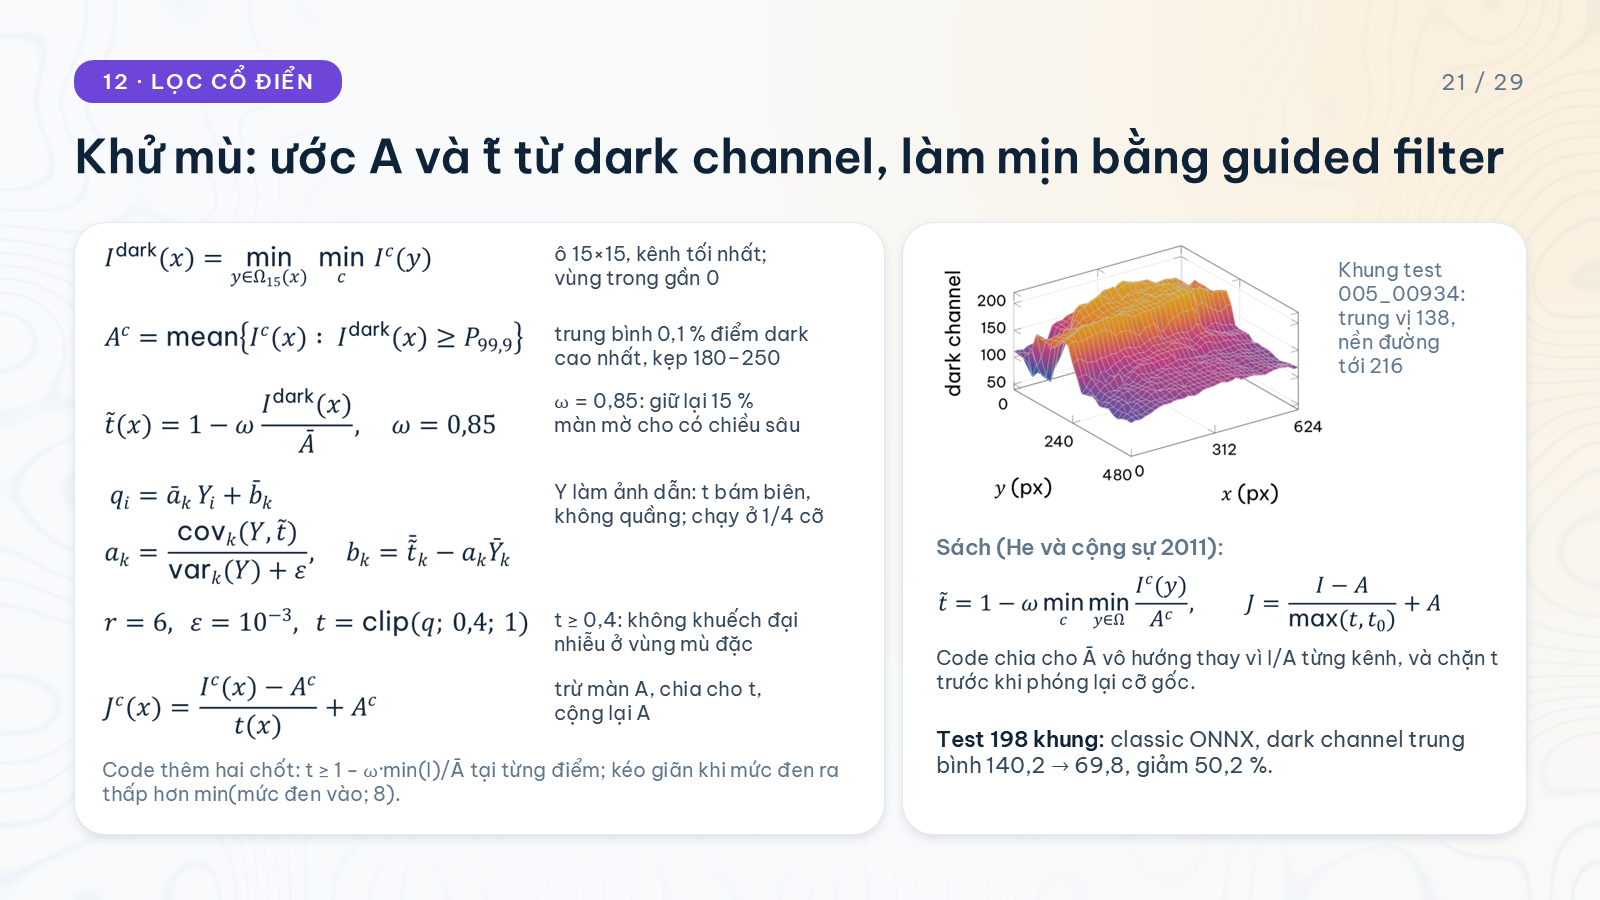 12 · LỌC CỔ ĐIỂN
21 / 29
Khử mù: ước A và t̃ từ dark channel, làm mịn bằng guided filter
I^dark(x) = min_{y∈Ω₁₅(x)} min_c I^c(y)
ô 15×15, kênh tối nhất;
vùng trong gần 0
A^c = mean{I^c(x) : I^dark(x) ≥ P_{99,9}}
trung bình 0,1 % điểm dark
cao nhất, kẹp 180–250
t̃(x) = 1 − ω I^dark(x) / Ā, ω = 0,85
ω = 0,85: giữ lại 15 %
màn mờ cho có chiều sâu
q_i = ā_k Y_i + b̄_k
Y làm ảnh dẫn: t bám biên,
không quầng; chạy ở 1/4 cỡ
a_k = cov_k(Y, t̃) / (var_k(Y) + ε), b_k = t̃̄_k − a_k Ȳ_k
r = 6, ε = 10⁻³, t = clip(q; 0,4; 1)
t ≥ 0,4: không khuếch đại
nhiễu ở vùng mù đặc
J^c(x) = (I^c(x) − A^c) / t(x) + A^c
trừ màn A, chia cho t,
cộng lại A
Code thêm hai chốt: t ≥ 1 – ω·min(I)/Ā tại từng điểm; kéo giãn khi mức đen ra
thấp hơn min(mức đen vào; 8).
dark channel
200
150
100
50
0
240
480
0
312
624
y (px)
x (px)
Khung test
005_00934:
trung vị 138,
nền đường
tới 216
Sách (He và cộng sự 2011):
t̃ = 1 − ω min_c min_{y∈Ω} I^c(y) / A^c, J = (I − A) / max(t, t₀) + A
Code chia cho Ā vô hướng thay vì I/A từng kênh, và chặn t
trước khi phóng lại cỡ gốc.
Test 198 khung: classic ONNX, dark channel trung
bình 140,2 → 69,8, giảm 50,2 %.